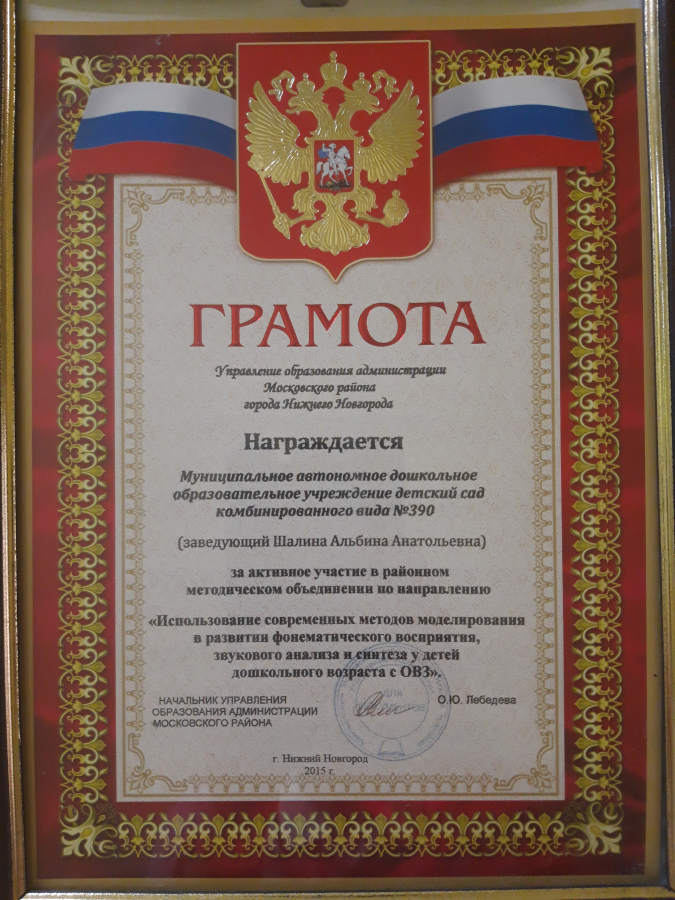 ГРАМОТА
Управление образования администрации
Московского района
города Нижнего Новгорода
Награждается
Муниципальное автономное дошкольное
образовательное учреждение детский сад
комбинированного вида №390
(заведующий Шалина Альбина Анатольевна)
за активное участие в районном
методическом объединении по направлению
«Использование современных методов моделирования
в развитии фонематического восприятия,
звукового анализа и синтеза у детей
дошкольного возраста с ОВЗ».
НАЧАЛЬНИК УПРАВЛЕНИЯ
ОБРАЗОВАНИЯ АДМИНИСТРАЦИИ
МОСКОВСКОГО РАЙОНА
О.Ю. Лебедева
ДЛЯ
г. Нижний Новгород
2015 г.